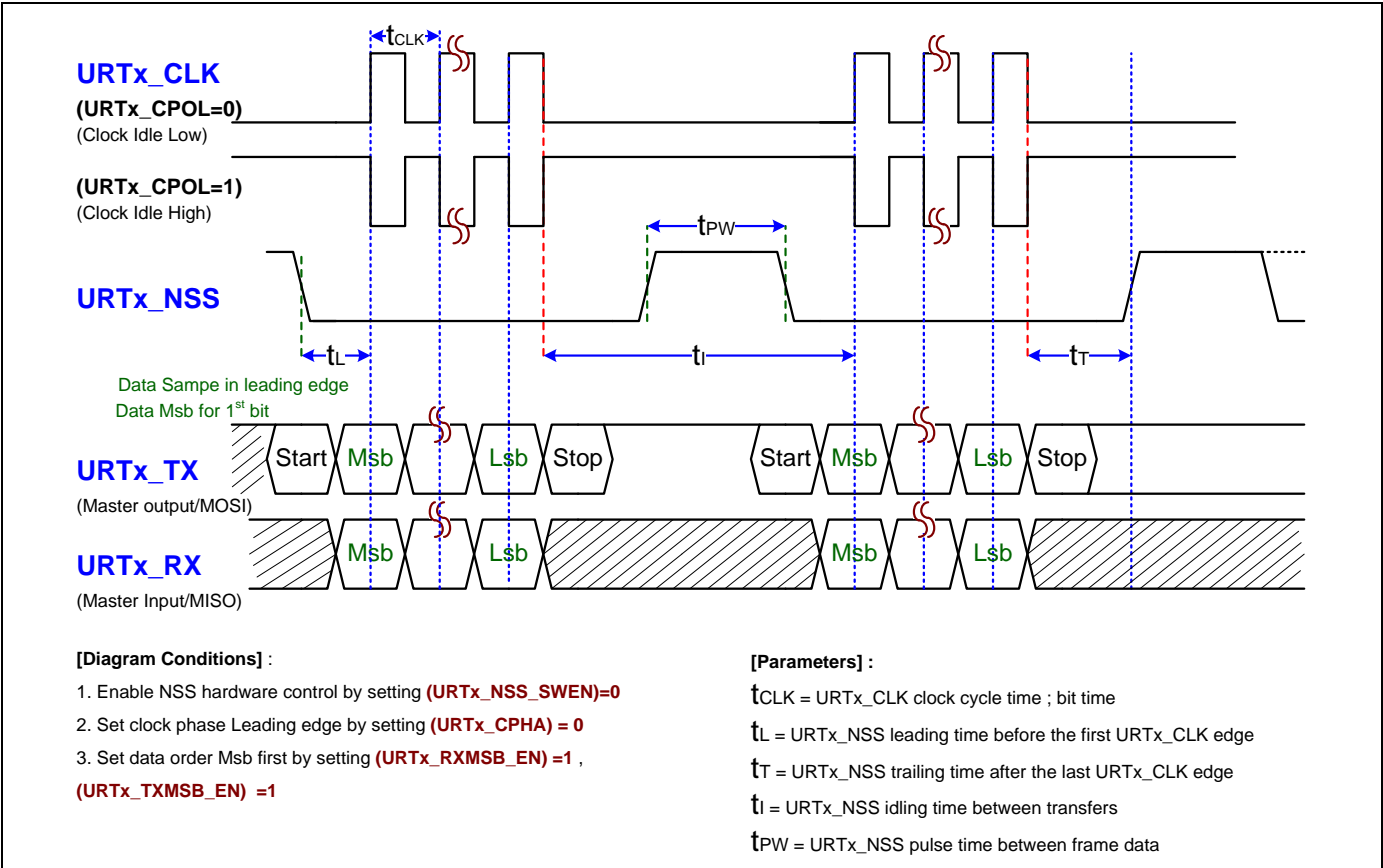 tCLK
URTx_CLK
(URTx_CPOL=0)
(Clock Idle Low)
(URTx_CPOL=1)
(Clock Idle High)
tPW
URTx_NSS
tL
tI
tT
Data Sampe in leading edge
Data Msb for 1st bit
Start Msb Lsb Stop Start Msb Lsb Stop
URTx_TX
(Master output/MOSI)
Msb Lsb Msb Lsb
URTx_RX
(Master Input/MISO)
[Diagram Conditions] :
1. Enable NSS hardware control by setting (URTx_NSS_SWEN)=0
2. Set clock phase Leading edge by setting (URTx_CPHA) = 0
3. Set data order Msb first by setting (URTx_RXMSB_EN) =1 ,
(URTx_TXMSB_EN) =1
[Parameters] :
tCLK = URTx_CLK clock cycle time ; bit time
tL = URTx_NSS leading time before the first URTx_CLK edge
tT = URTx_NSS trailing time after the last URTx_CLK edge
tI = URTx_NSS idling time between transfers
tPW = URTx_NSS pulse time between frame data